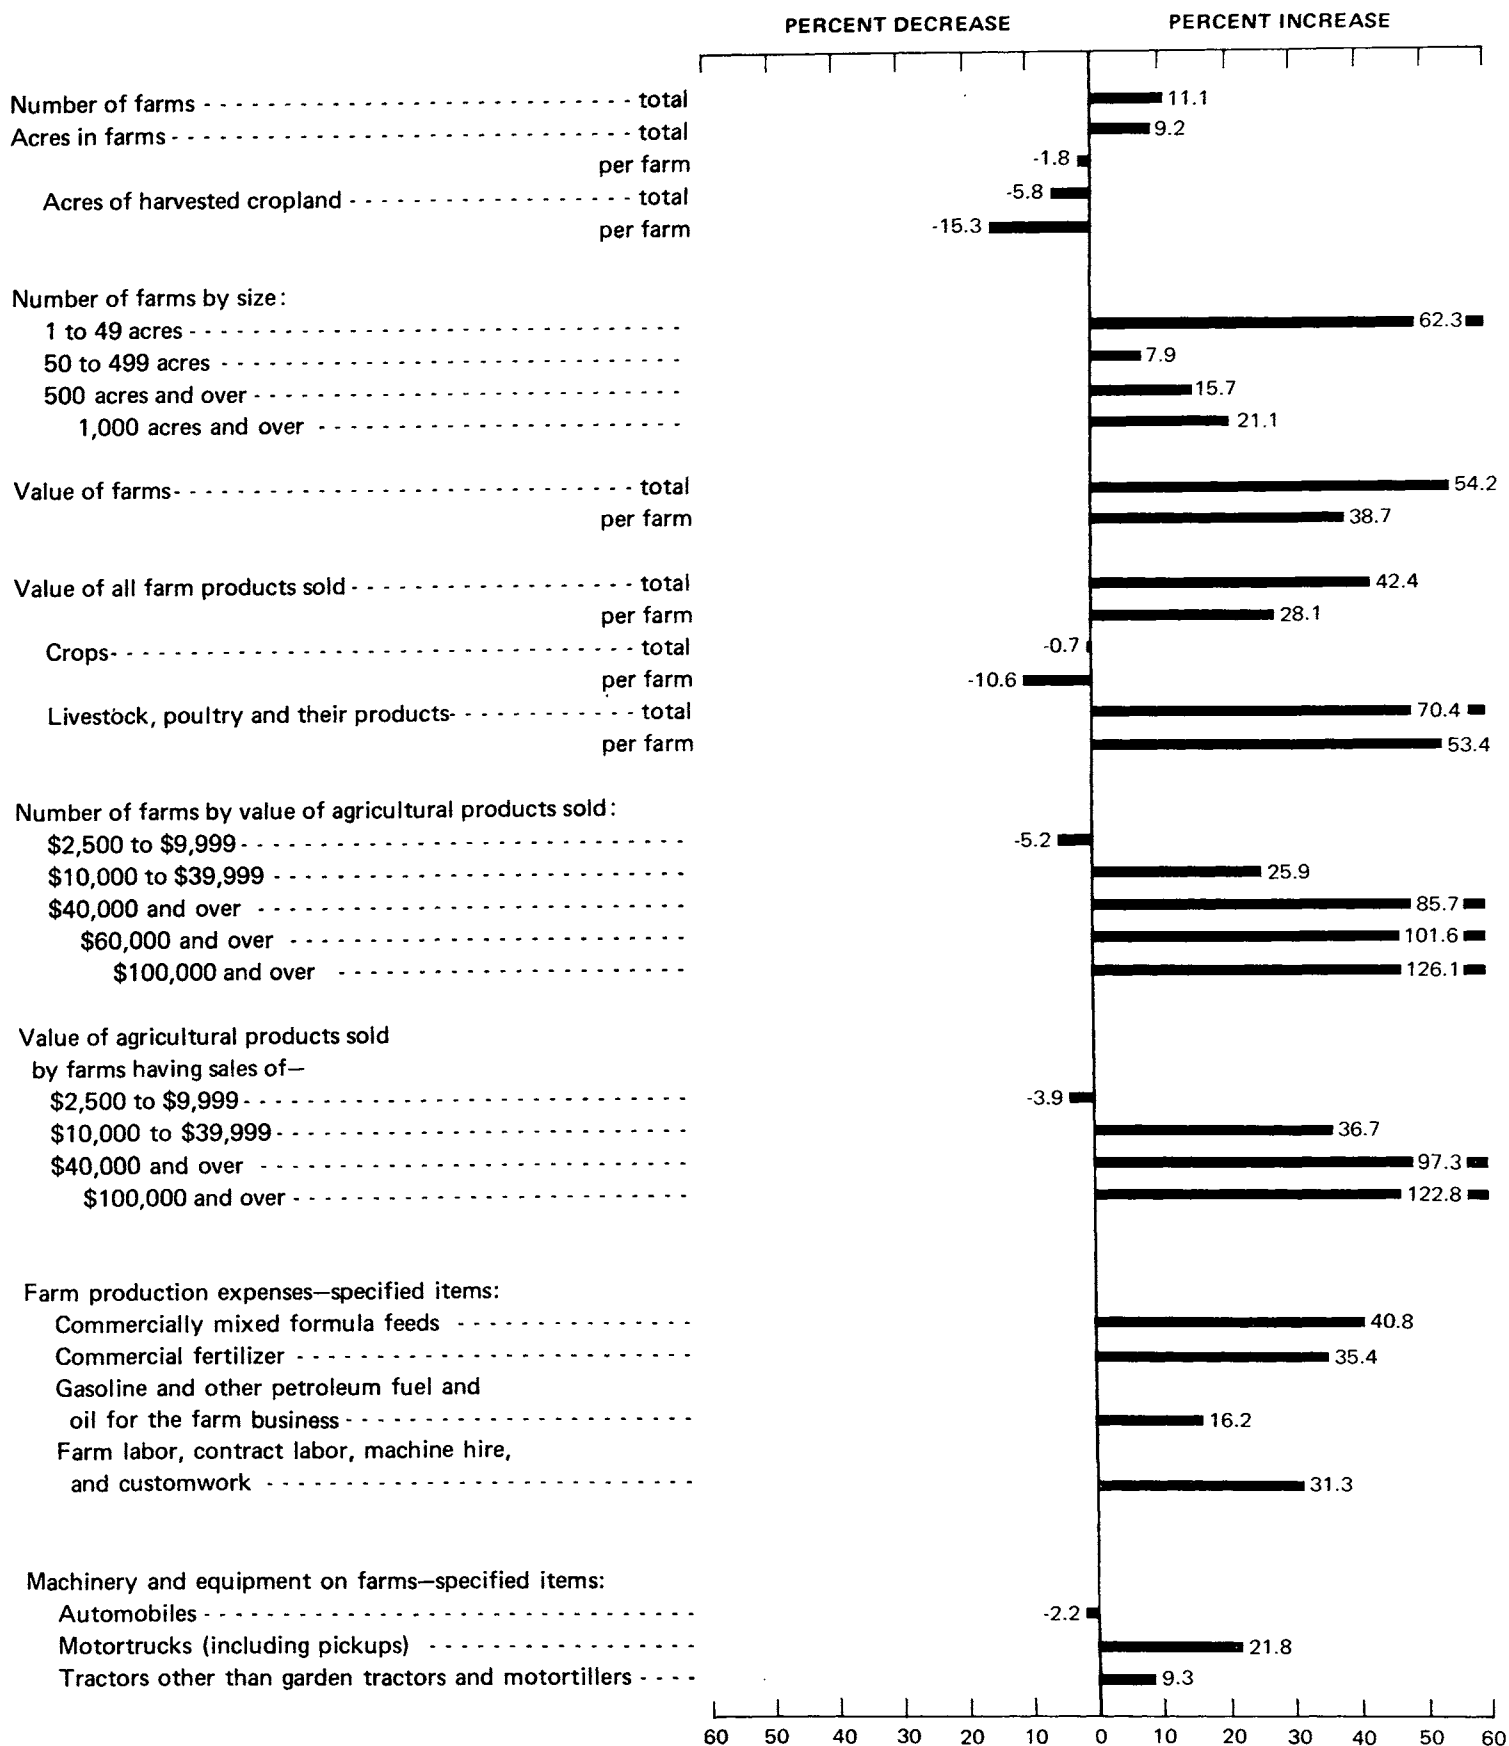 PERCENT DECREASE PERCENT INCREASE
Number of farms total 11.1
Acres in farms total 9.2
per farm -1.8
Acres of harvested cropland total -5.8
per farm -15.3
Number of farms by size:
1 to 49 acres 62.3
50 to 499 acres 7.9
500 acres and over 15.7
1,000 acres and over 21.1
Value of farms total 54.2
per farm 38.7
Value of all farm products sold total 42.4
per farm 28.1
Crops total -0.7
per farm -10.6
Livestock, poultry and their products total 70.4
per farm 53.4
Number of farms by value of agricultural products sold:
$2,500 to $9,999 -5.2
$10,000 to $39,999 25.9
$40,000 and over 85.7
$60,000 and over 101.6
$100,000 and over 126.1
Value of agricultural products sold
by farms having sales of—
$2,500 to $9,999 -3.9
$10,000 to $39,999 36.7
$40,000 and over 97.3
$100,000 and over 122.8
Farm production expenses—specified items:
Commercially mixed formula feeds 40.8
Commercial fertilizer 35.4
Gasoline and other petroleum fuel and
oil for the farm business 16.2
Farm labor, contract labor, machine hire,
and customwork 31.3
Machinery and equipment on farms—specified items:
Automobiles -2.2
Motortrucks (including pickups) 21.8
Tractors other than garden tractors and motortillers 9.3
60 50 40 30 20 10 0 10 20 30 40 50 60